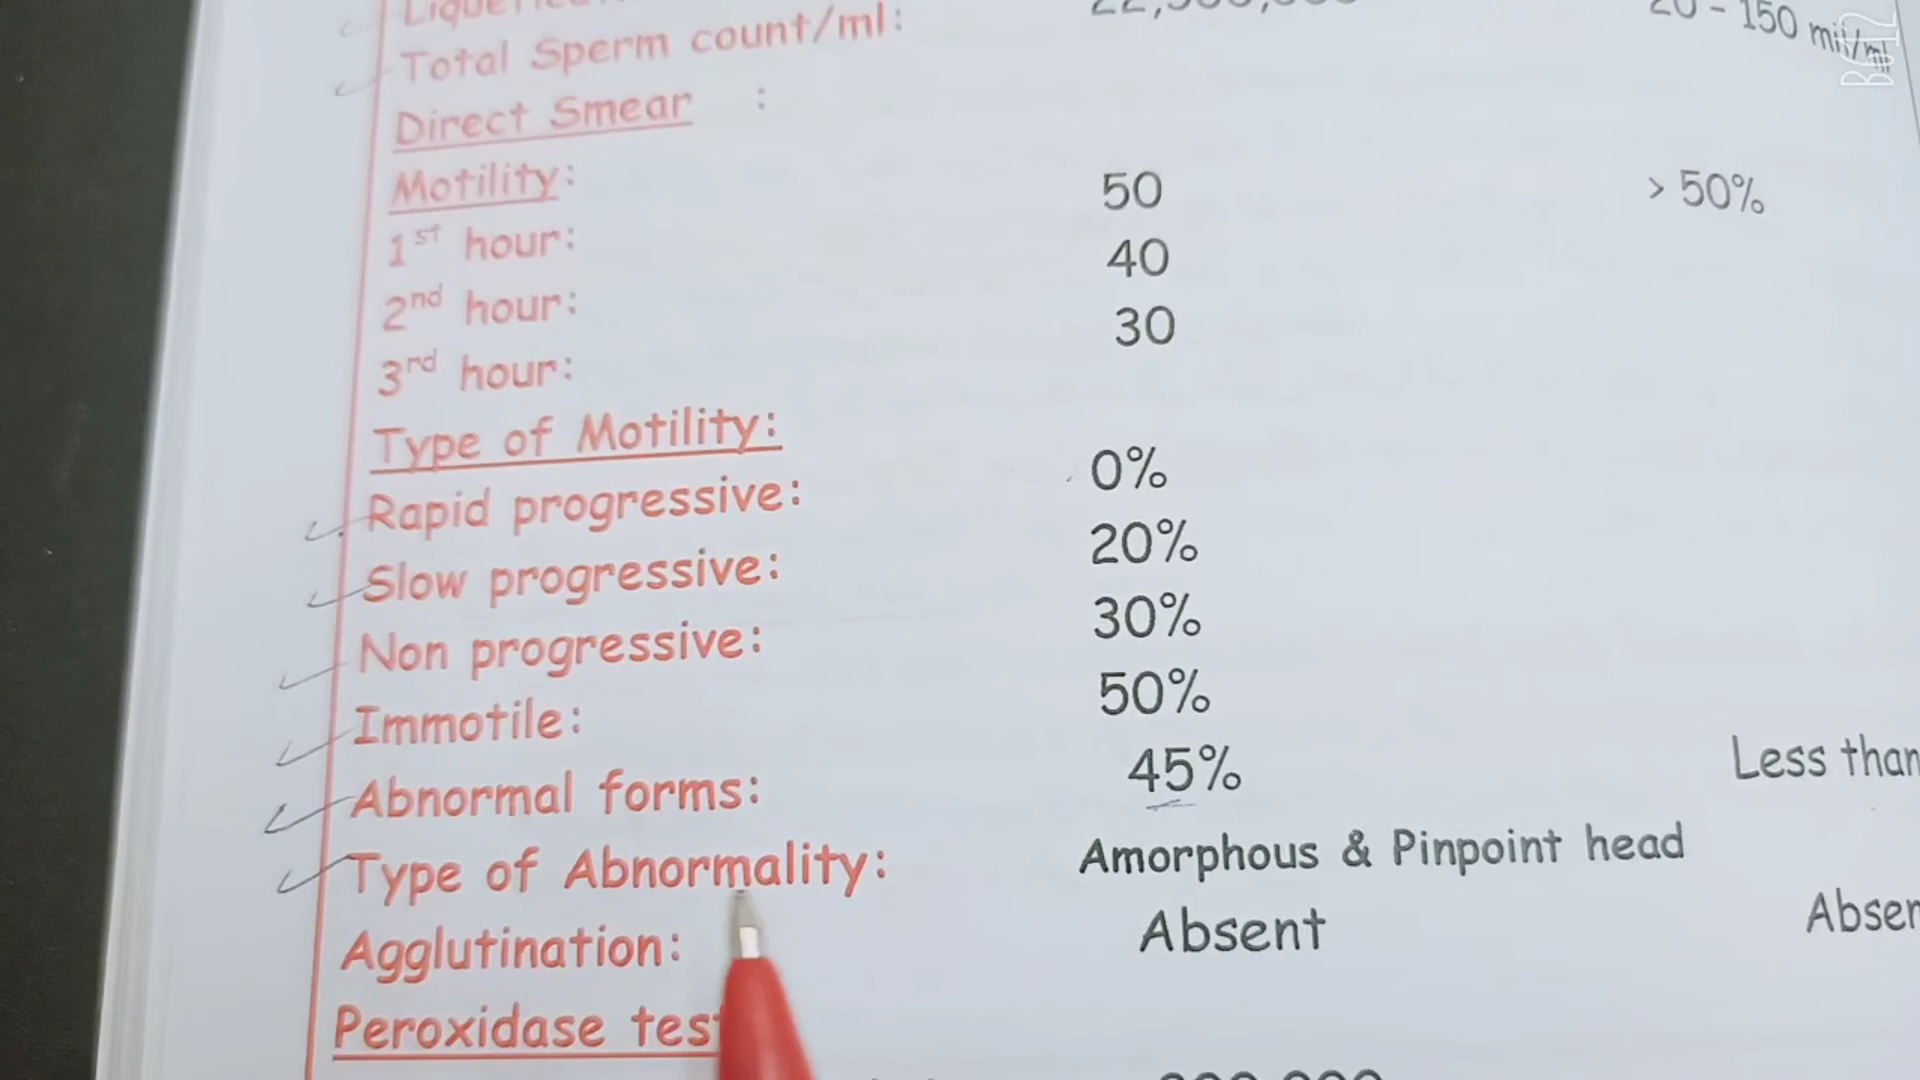 Total Sperm count/ml: 20 - 150 mil/ml
Direct Smear :
Motility: 50 > 50%
1st hour: 40
2nd hour: 30
3rd hour:
Type of Motility:
Rapid progressive: 0%
Slow progressive: 20%
Non progressive: 30%
Immotile: 50%
Abnormal forms: 45% Less than
Type of Abnormality: Amorphous & Pinpoint head
Agglutination: Absent
Peroxidase